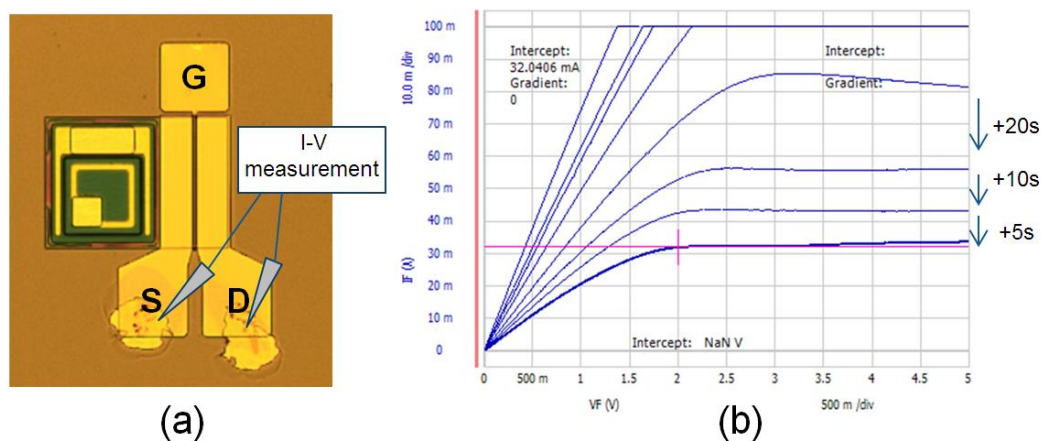 G
I-V
measurement
S
D
(a)
10.0 m /div
IF (A)
100 m
90 m
80 m
70 m
60 m
50 m
40 m
30 m
20 m
10 m
0
Intercept:
32.0406 mA
Gradient:
0
Intercept:
Gradient:
+20s
+10s
+5s
Intercept: NaN V
0
500 m
1
1.5
2
2.5
3
3.5
4
4.5
5
VF (V)
500 m /div
(b)